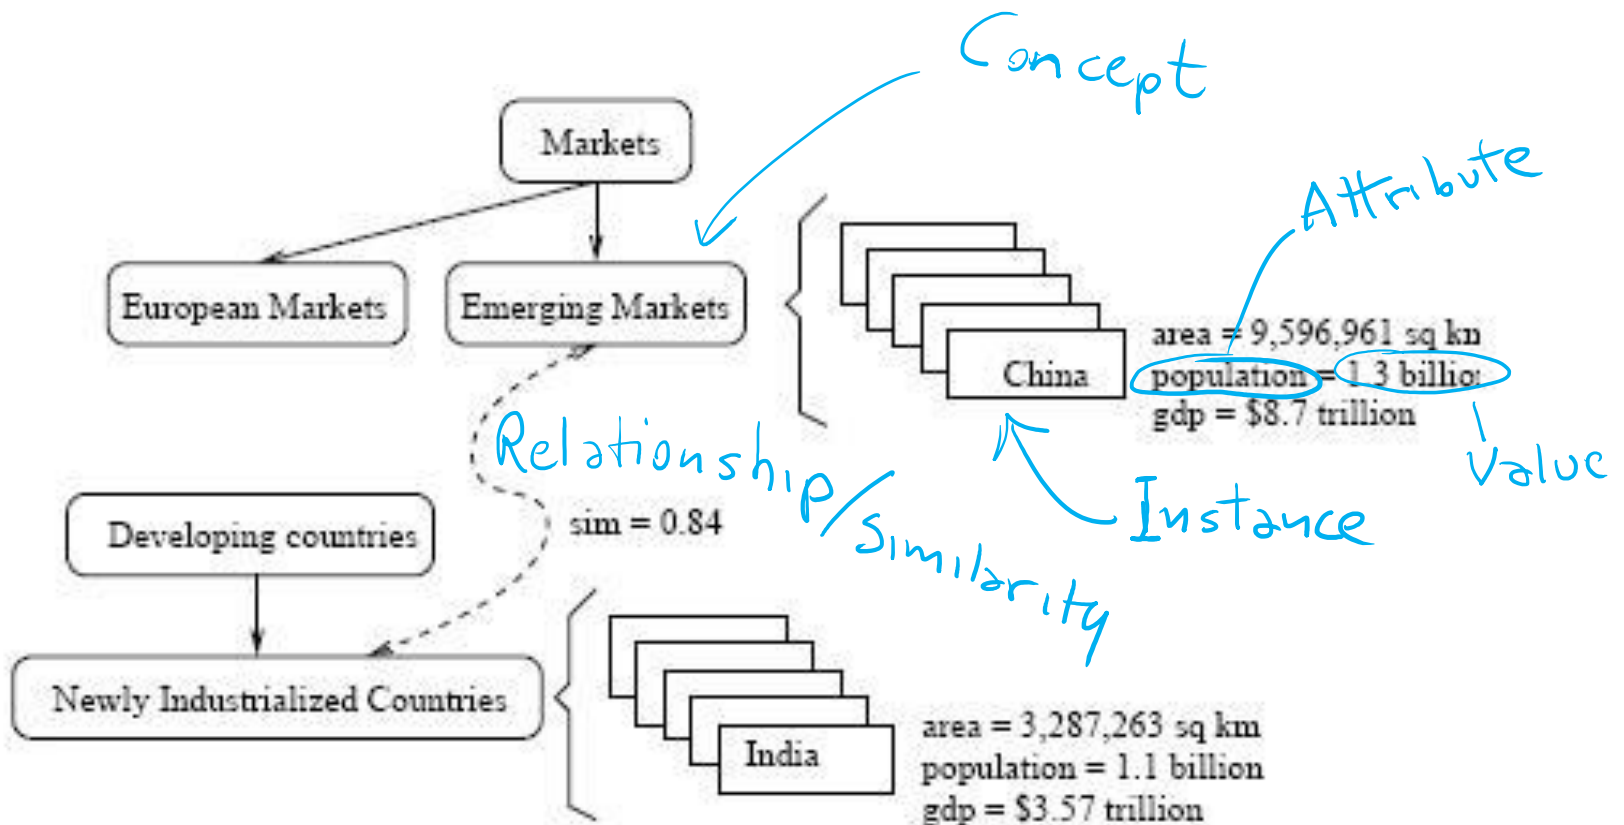 Concept
Markets
Attribute
European Markets
Emerging Markets
area = 9,596,961 sq kn
China
population = 1.3 billio
gdp = $8.7 trillion
Value
Relationship/similarity
Instance
sim = 0.84
Developing countries
Newly Industrialized Countries
India
area = 3,287,263 sq km
population = 1.1 billion
gdp = $3.57 trillion